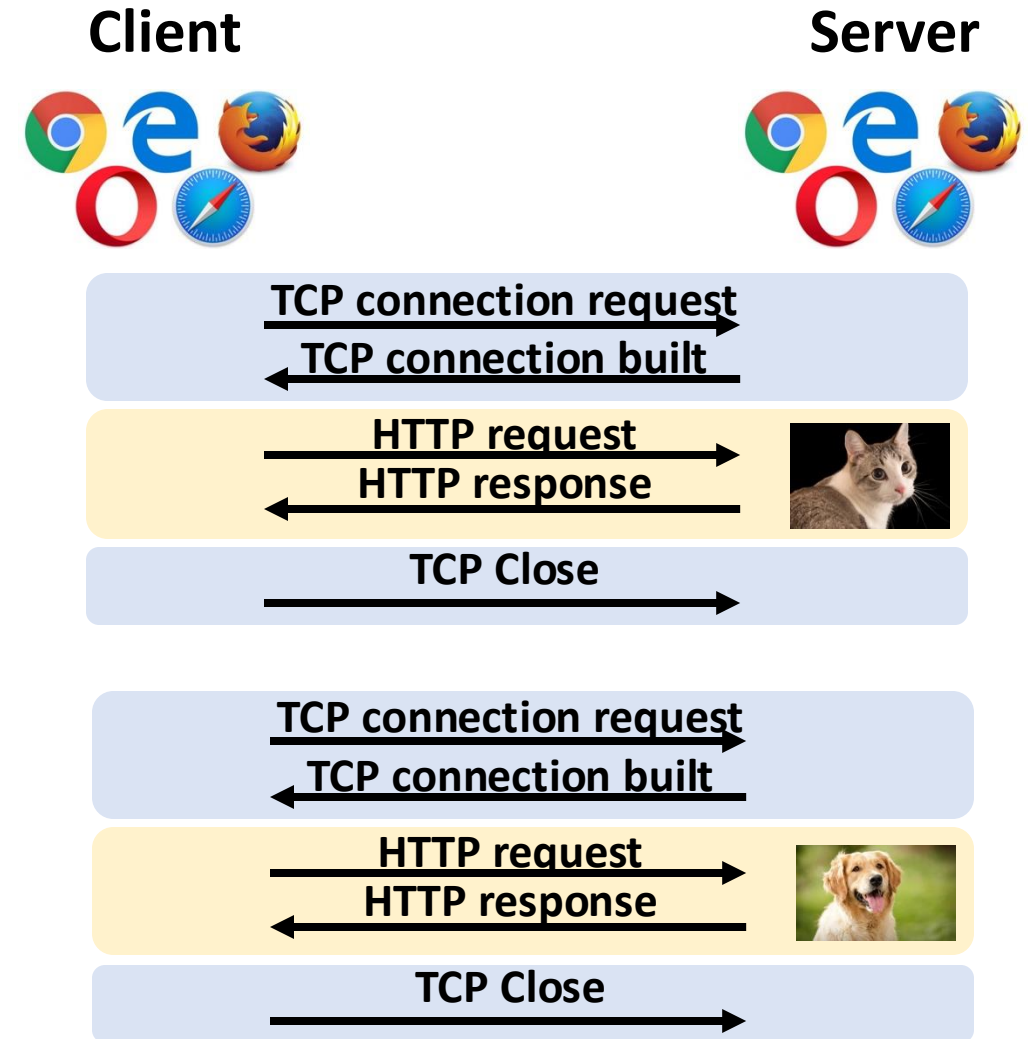 Client
Server
TCP connection request
TCP connection built
HTTP request
HTTP response
TCP Close
TCP connection request
TCP connection built
HTTP request
HTTP response
TCP Close